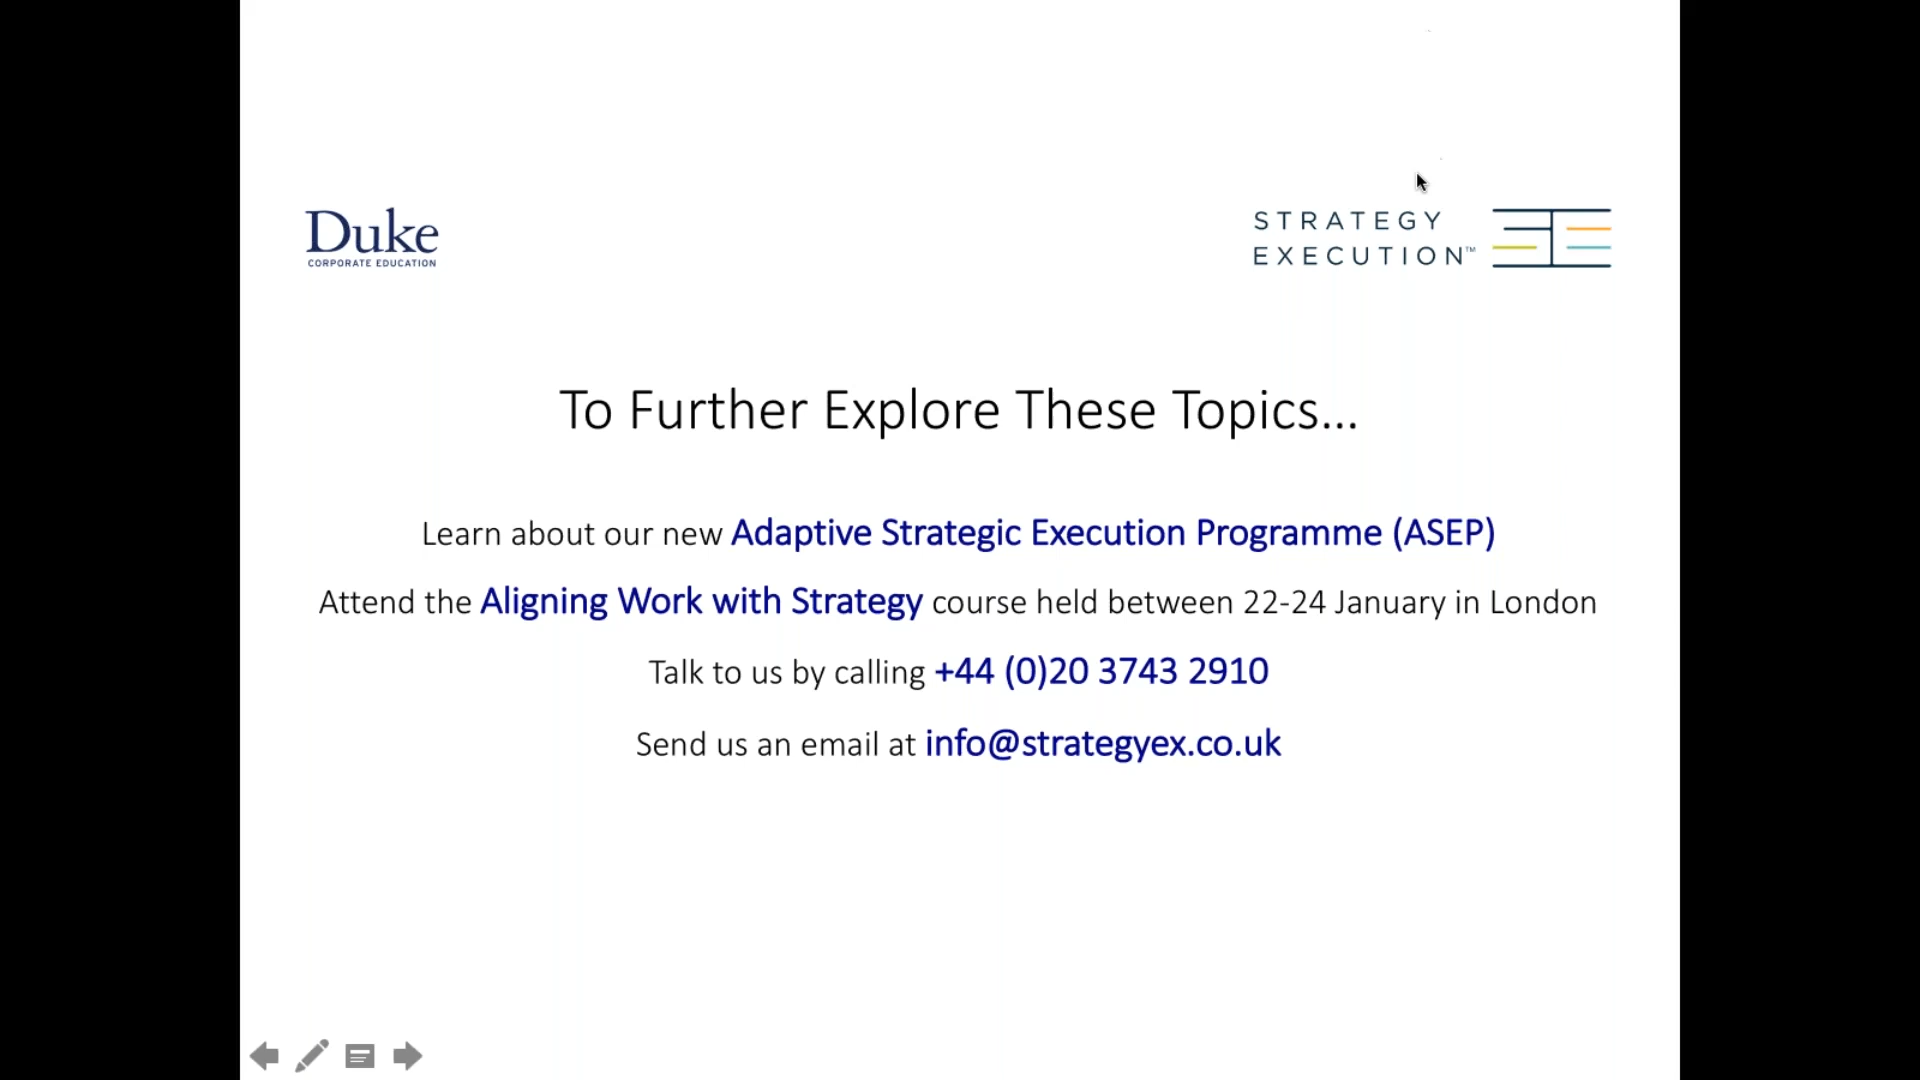 Duke
CORPORATE EDUCATION
STRATEGY
EXECUTION™
To Further Explore These Topics...
Learn about our new Adaptive Strategic Execution Programme (ASEP)
Attend the Aligning Work with Strategy course held between 22-24 January in London
Talk to us by calling +44 (0)20 3743 2910
Send us an email at info@strategyex.co.uk